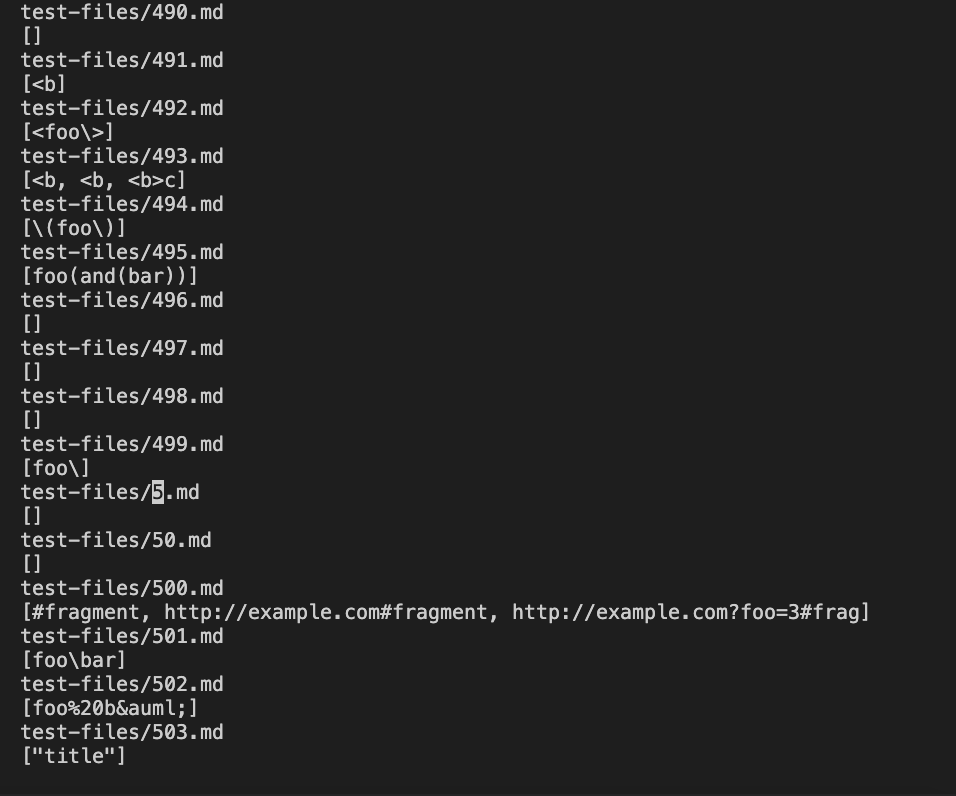 test-files/490.md
[]
test-files/491.md
[<b]
test-files/492.md
[<foo\>]
test-files/493.md
[<b, <b, <b>c]
test-files/494.md
[\(foo\)]
test-files/495.md
[foo(and(bar))]
test-files/496.md
[]
test-files/497.md
[]
test-files/498.md
[]
test-files/499.md
[foo\]
test-files/5.md
[]
test-files/50.md
[]
test-files/500.md
[#fragment, http://example.com#fragment, http://example.com?foo=3#frag]
test-files/501.md
[foo\bar]
test-files/502.md
[foo%20b&auml;]
test-files/503.md
["title"]